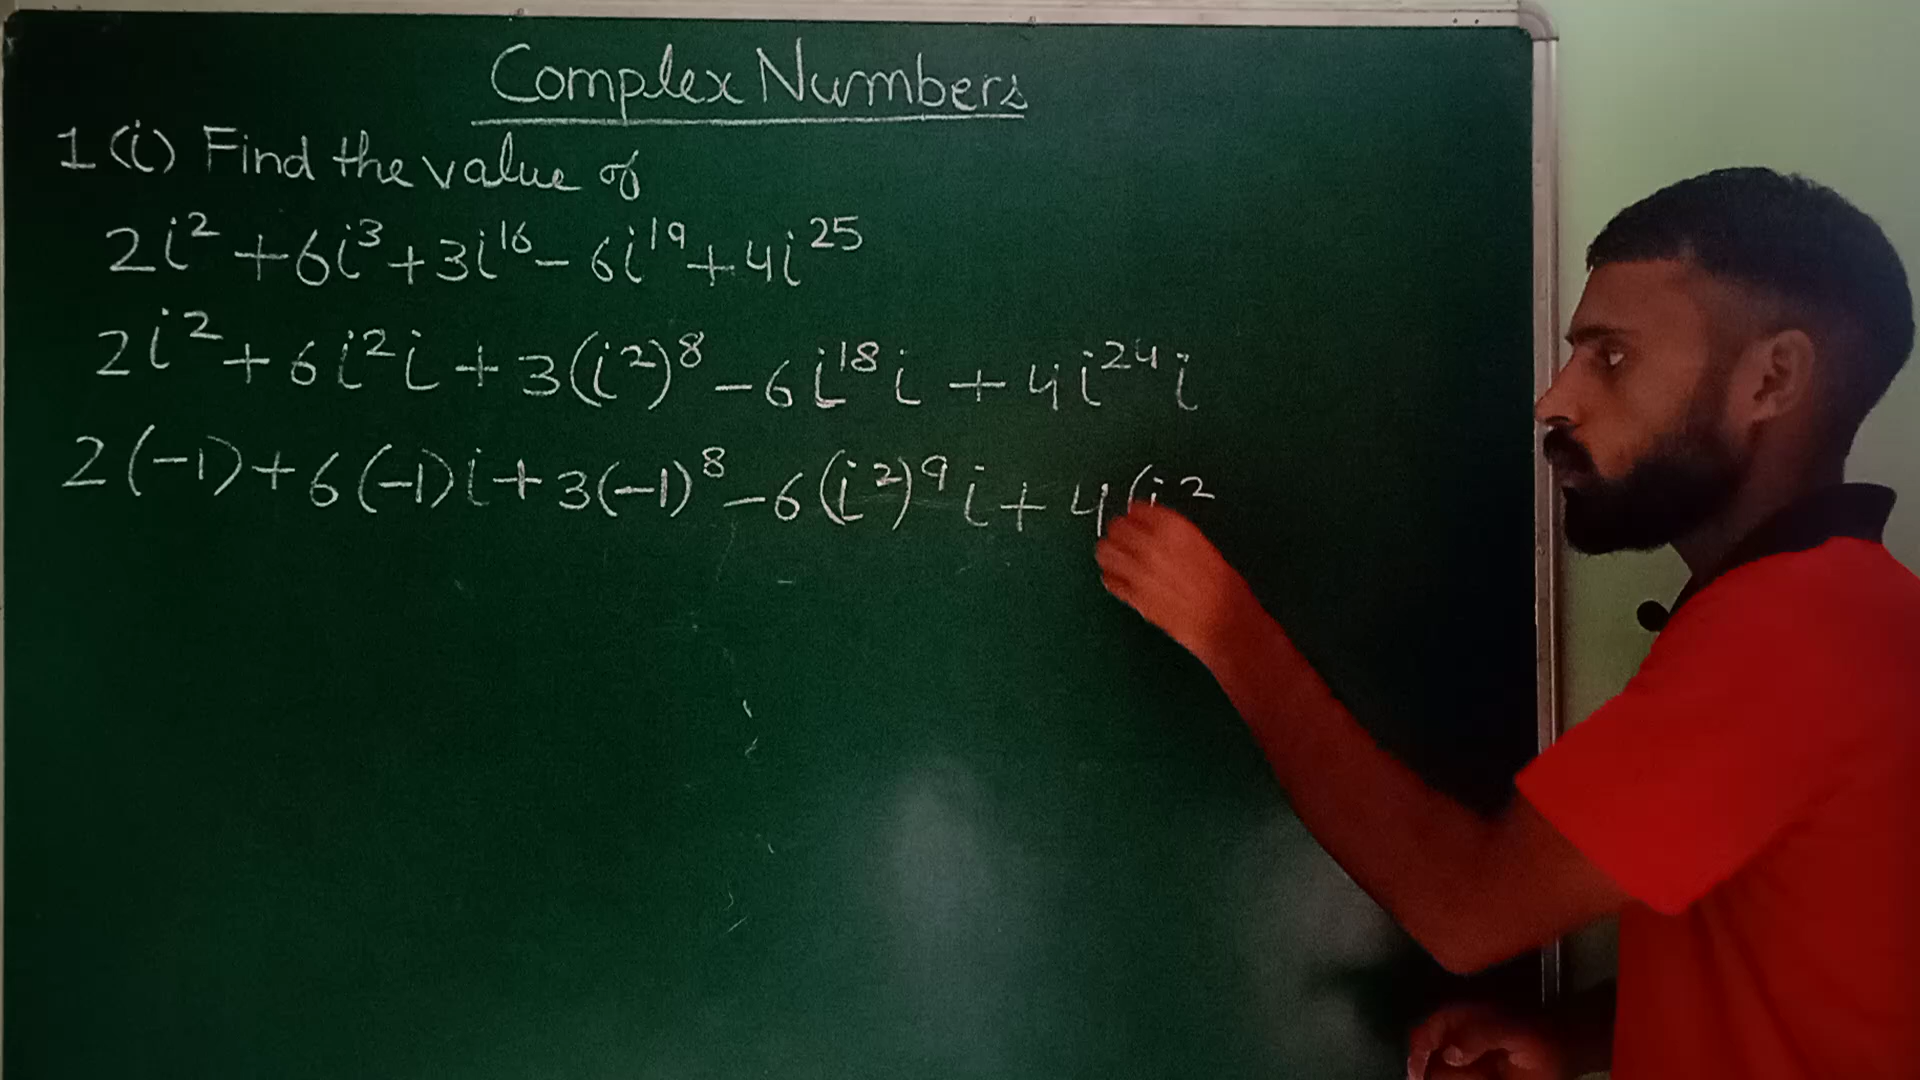 Complex Numbers
1(i) Find the value of
2i² + 6i³ + 3i¹⁶ - 6i¹⁹ + 4i²⁵
2i² + 6i²i + 3(i²)⁸ - 6i¹⁸i + 4i²⁴i
2(-1) + 6(-1)i + 3(-1)⁸ - 6(i²)⁹i + 4(i²